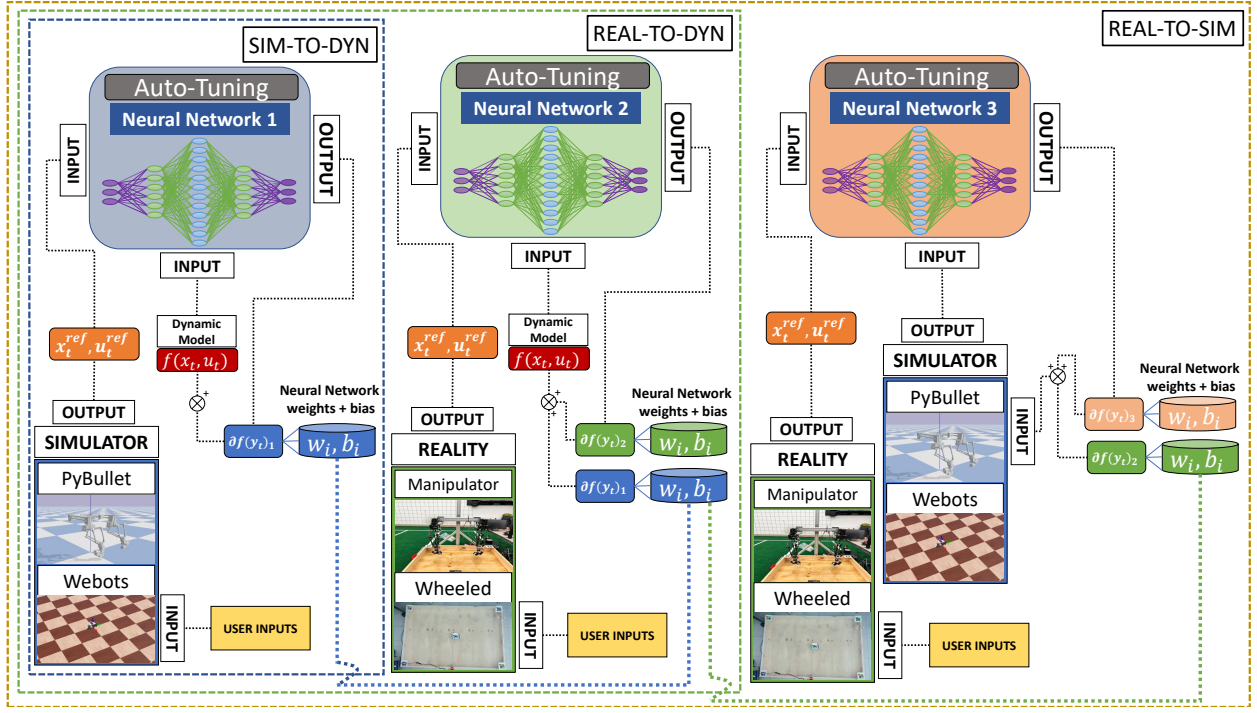 SIM-TO-DYN
Auto-Tuning
Neural Network 1
INPUT
OUTPUT
INPUT
x_t^{ref}, u_t^{ref}
Dynamic
Model
f(x_t, u_t)
+
Neural Network
weights + bias
∂f(y_t)_1
w_i, b_i
OUTPUT
SIMULATOR
PyBullet
Webots
INPUT
USER INPUTS
REAL-TO-DYN
Auto-Tuning
Neural Network 2
INPUT
OUTPUT
INPUT
x_t^{ref}, u_t^{ref}
Dynamic
Model
f(x_t, u_t)
+
+
Neural Network
weights + bias
∂f(y_t)_2
w_i, b_i
∂f(y_t)_1
w_i, b_i
OUTPUT
REALITY
Manipulator
Wheeled
INPUT
USER INPUTS
REAL-TO-SIM
Auto-Tuning
Neural Network 3
INPUT
OUTPUT
INPUT
x_t^{ref}, u_t^{ref}
OUTPUT
SIMULATOR
PyBullet
Webots
INPUT
+
+
Neural Network
weights + bias
∂f(y_t)_3
w_i, b_i
∂f(y_t)_2
w_i, b_i
OUTPUT
REALITY
Manipulator
Wheeled
INPUT
USER INPUTS